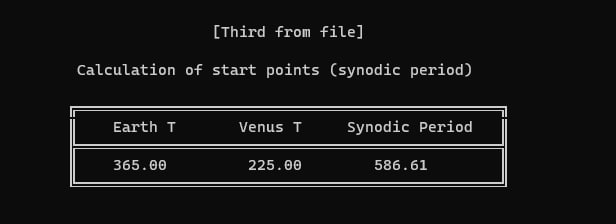 [Third from file]
Calculation of start points (synodic period)
Earth T Venus T Synodic Period
365.00 225.00 586.61